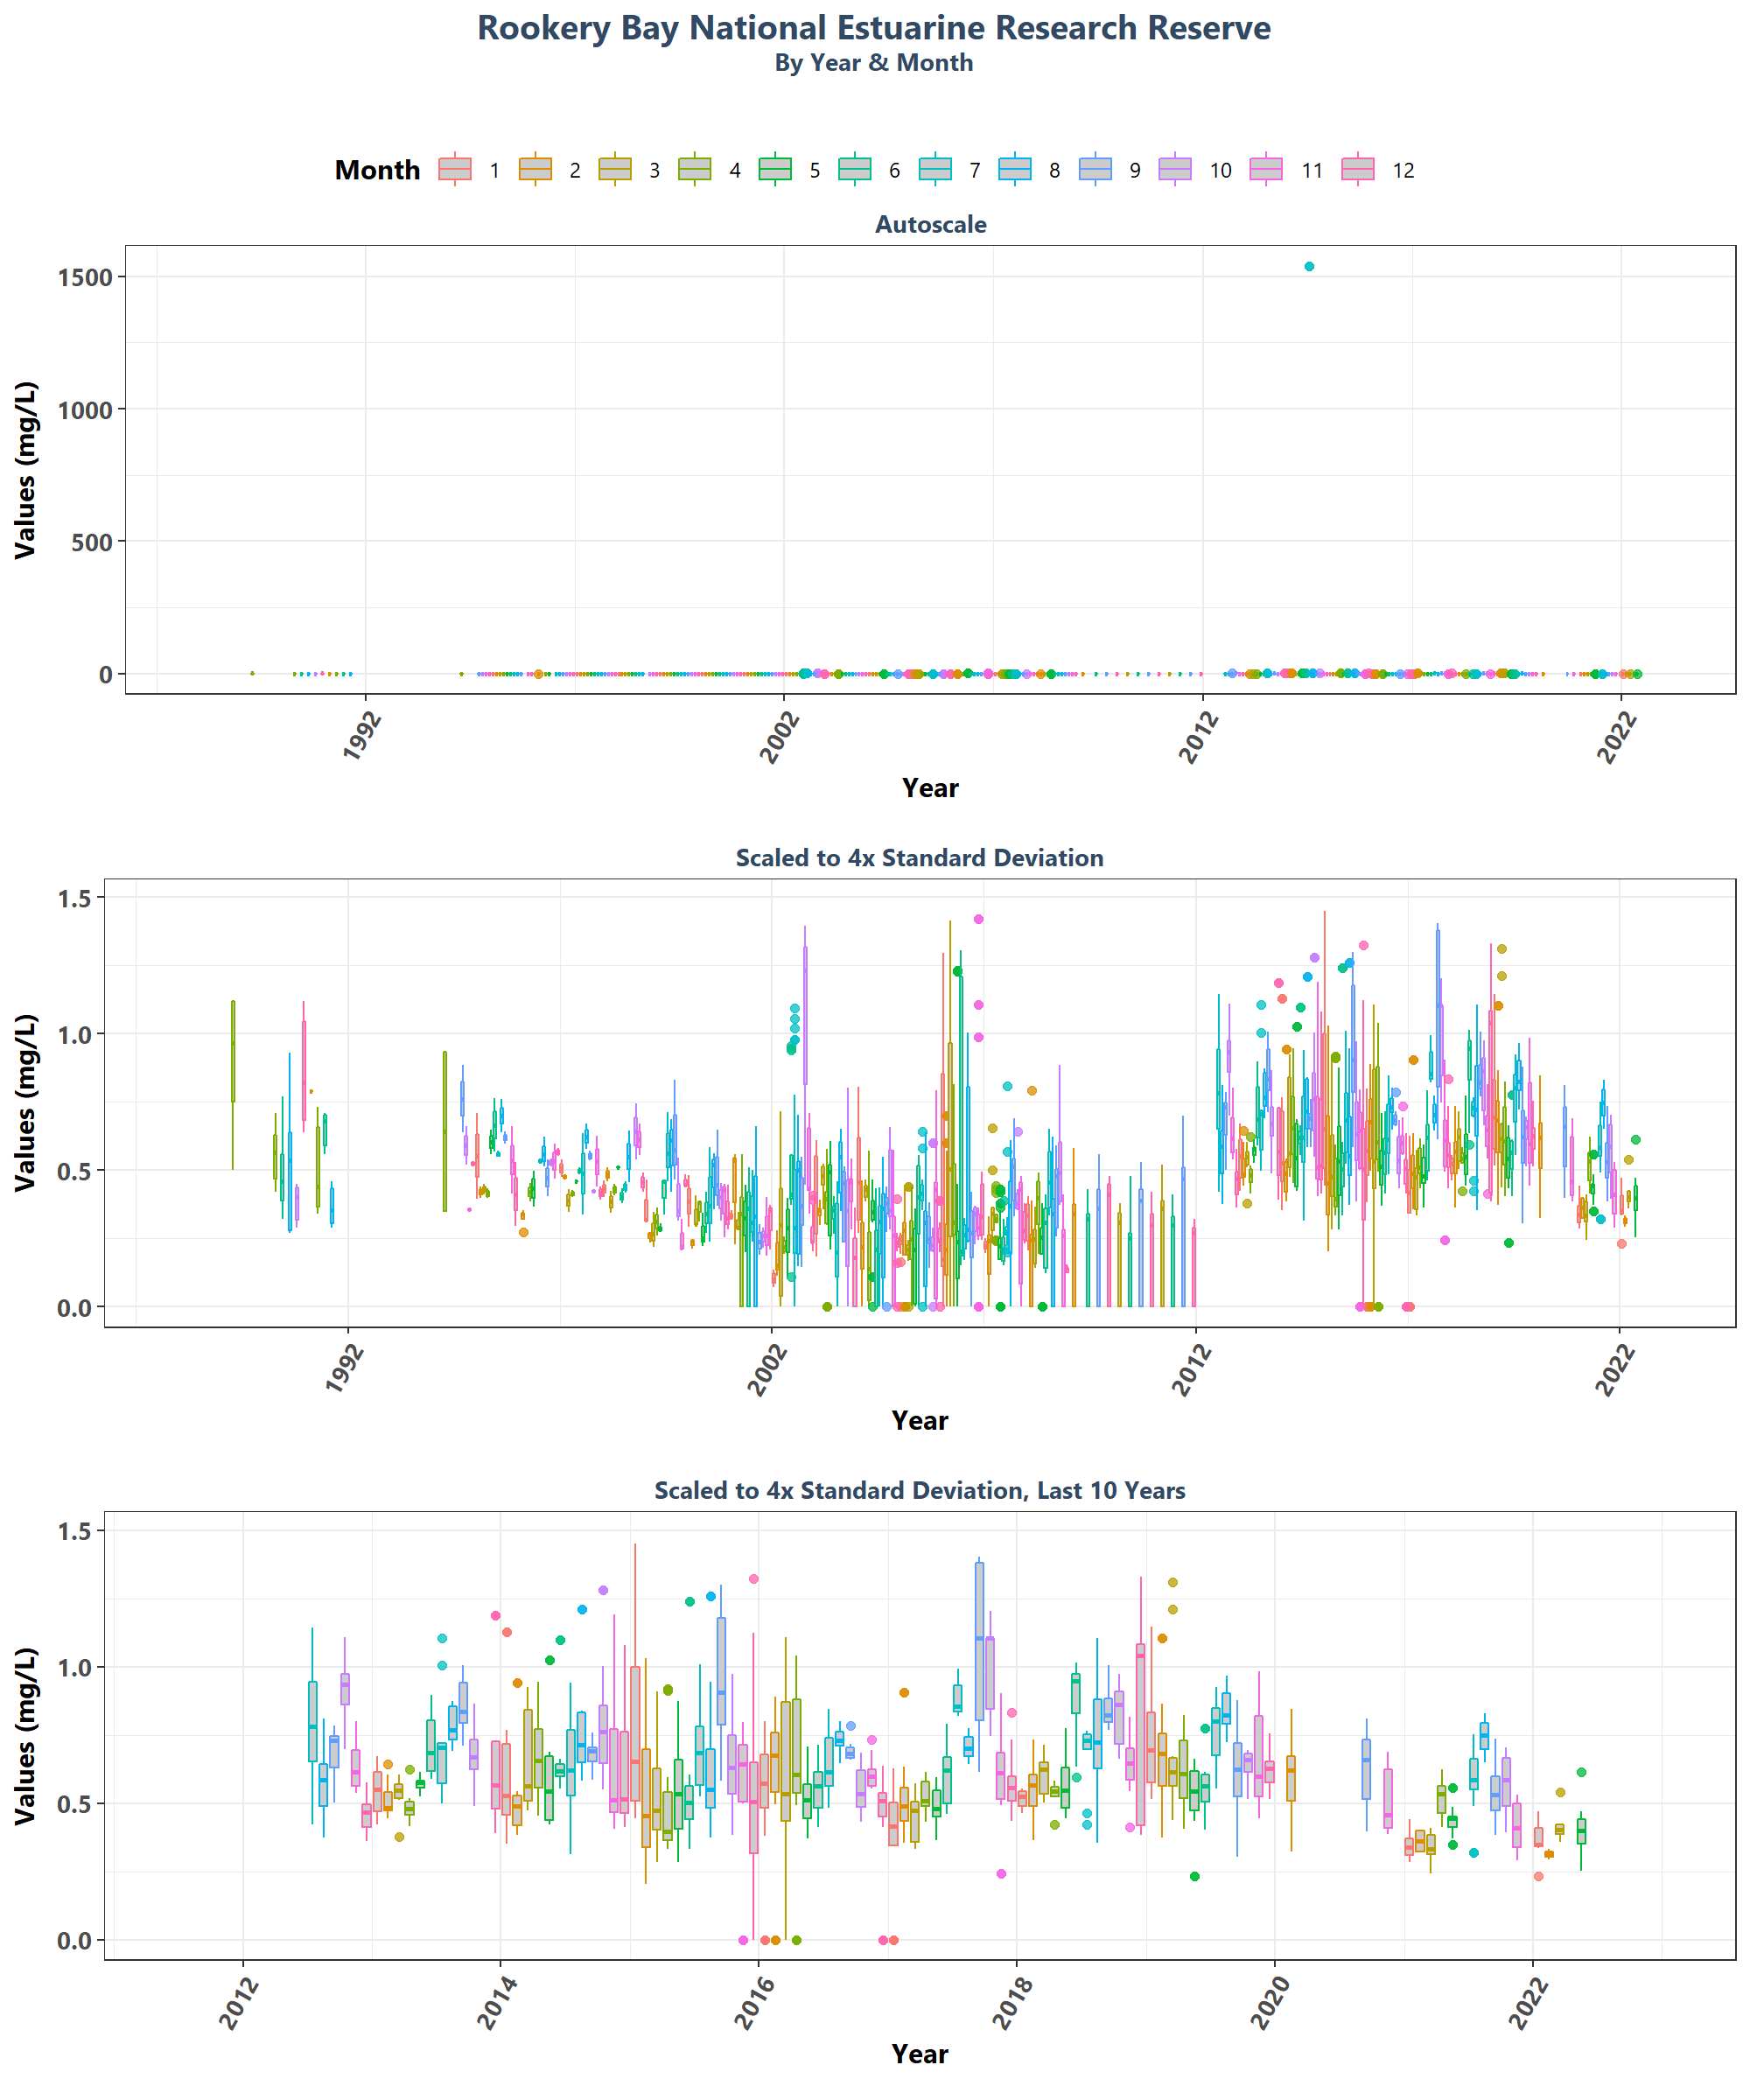 Rookery Bay National Estuarine Research Reserve
By Year & Month
Month 1 2 3 4 5 6 7 8 9 10 11 12
Autoscale
Values (mg/L)
1500
1000
500
0
1992 2002 2012 2022
Year
Scaled to 4x Standard Deviation
Values (mg/L)
1.5
1.0
0.5
0.0
1992 2002 2012 2022
Year
Scaled to 4x Standard Deviation, Last 10 Years
Values (mg/L)
1.5
1.0
0.5
0.0
2012 2014 2016 2018 2020 2022
Year